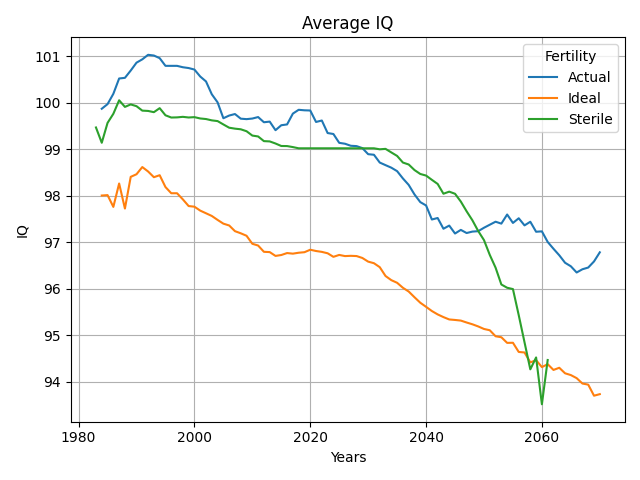 Average IQ
Fertility
Actual
Ideal
Sterile
IQ
101
100
99
98
97
96
95
94
1980
2000
2020
2040
2060
Years